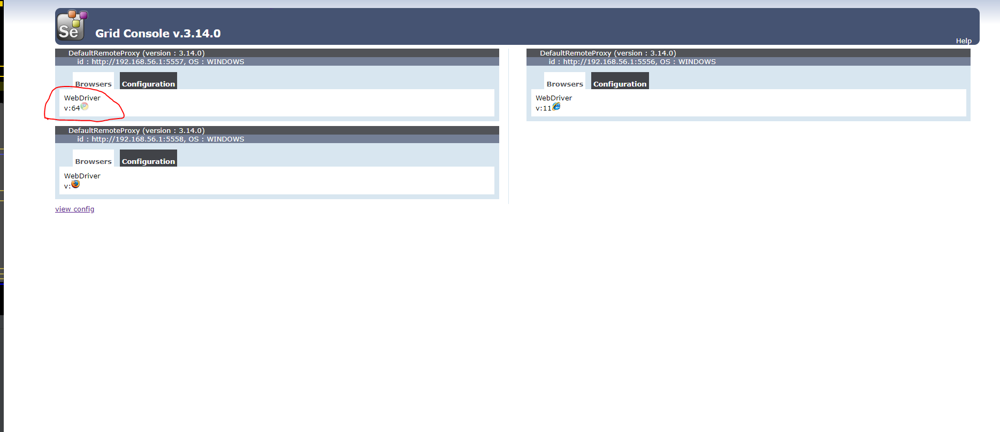 Se
Grid Console v.3.14.0
Help
DefaultRemoteProxy (version : 3.14.0)
id : http://192.168.56.1:5557, OS : WINDOWS
Browsers Configuration
WebDriver
v:64
DefaultRemoteProxy (version : 3.14.0)
id : http://192.168.56.1:5558, OS : WINDOWS
Browsers Configuration
WebDriver
v:
view config
DefaultRemoteProxy (version : 3.14.0)
id : http://192.168.56.1:5556, OS : WINDOWS
Browsers Configuration
WebDriver
v:11